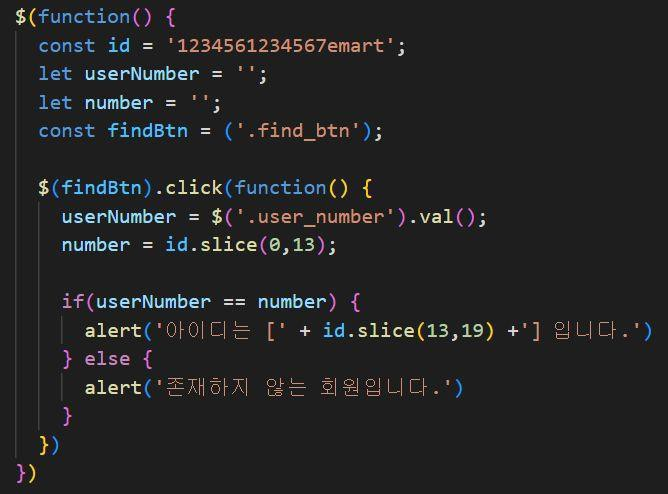 $(function() {
const id = '1234561234567emart';
let userNumber = '';
let number = '';
const findBtn = ('.find_btn');
$(findBtn).click(function() {
userNumber = $('.user_number').val();
number = id.slice(0,13);
if(userNumber == number) {
alert('아이디는 [' + id.slice(13,19) +'] 입니다.')
} else {
alert('존재하지 않는 회원입니다.')
}
})
})